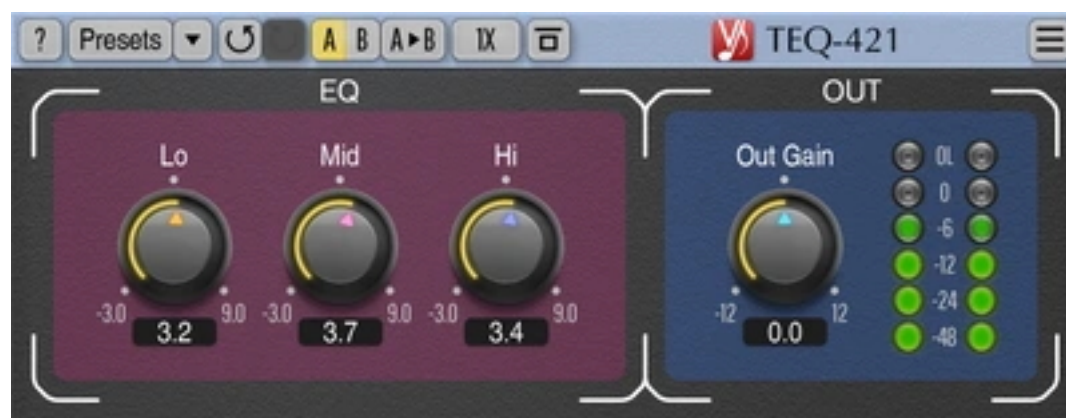 ? Presets A B A▸B 1X TEQ-421
EQ OUT
Lo Mid Hi Out Gain OL
0
-6
-12
-24
-3.0 9.0 -3.0 9.0 -3.0 9.0 -12 12
3.2 3.7 3.4 0.0 -48